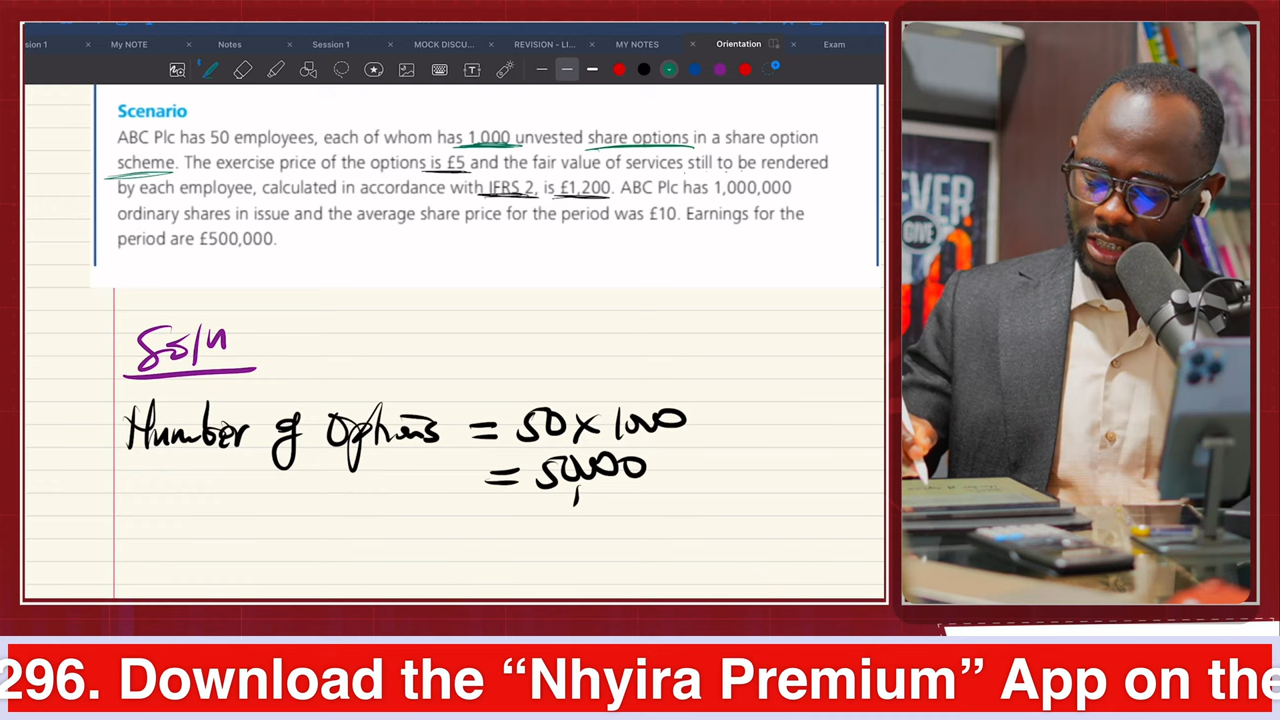 sion 1 My NOTE Notes Session 1 MOCK DISCU... REVISION - LI... MY NOTES Orientation Exam
Scenario
ABC Plc has 50 employees, each of whom has 1,000 unvested share options in a share option
scheme. The exercise price of the options is £5 and the fair value of services still to be rendered
by each employee, calculated in accordance with IFRS 2, is £1,200. ABC Plc has 1,000,000
ordinary shares in issue and the average share price for the period was £10. Earnings for the
period are £500,000.
Soln
Number of Options = 50 x 1000
= 50,000
EVER
GIVE
296. Download the “Nhyira Premium” App on the